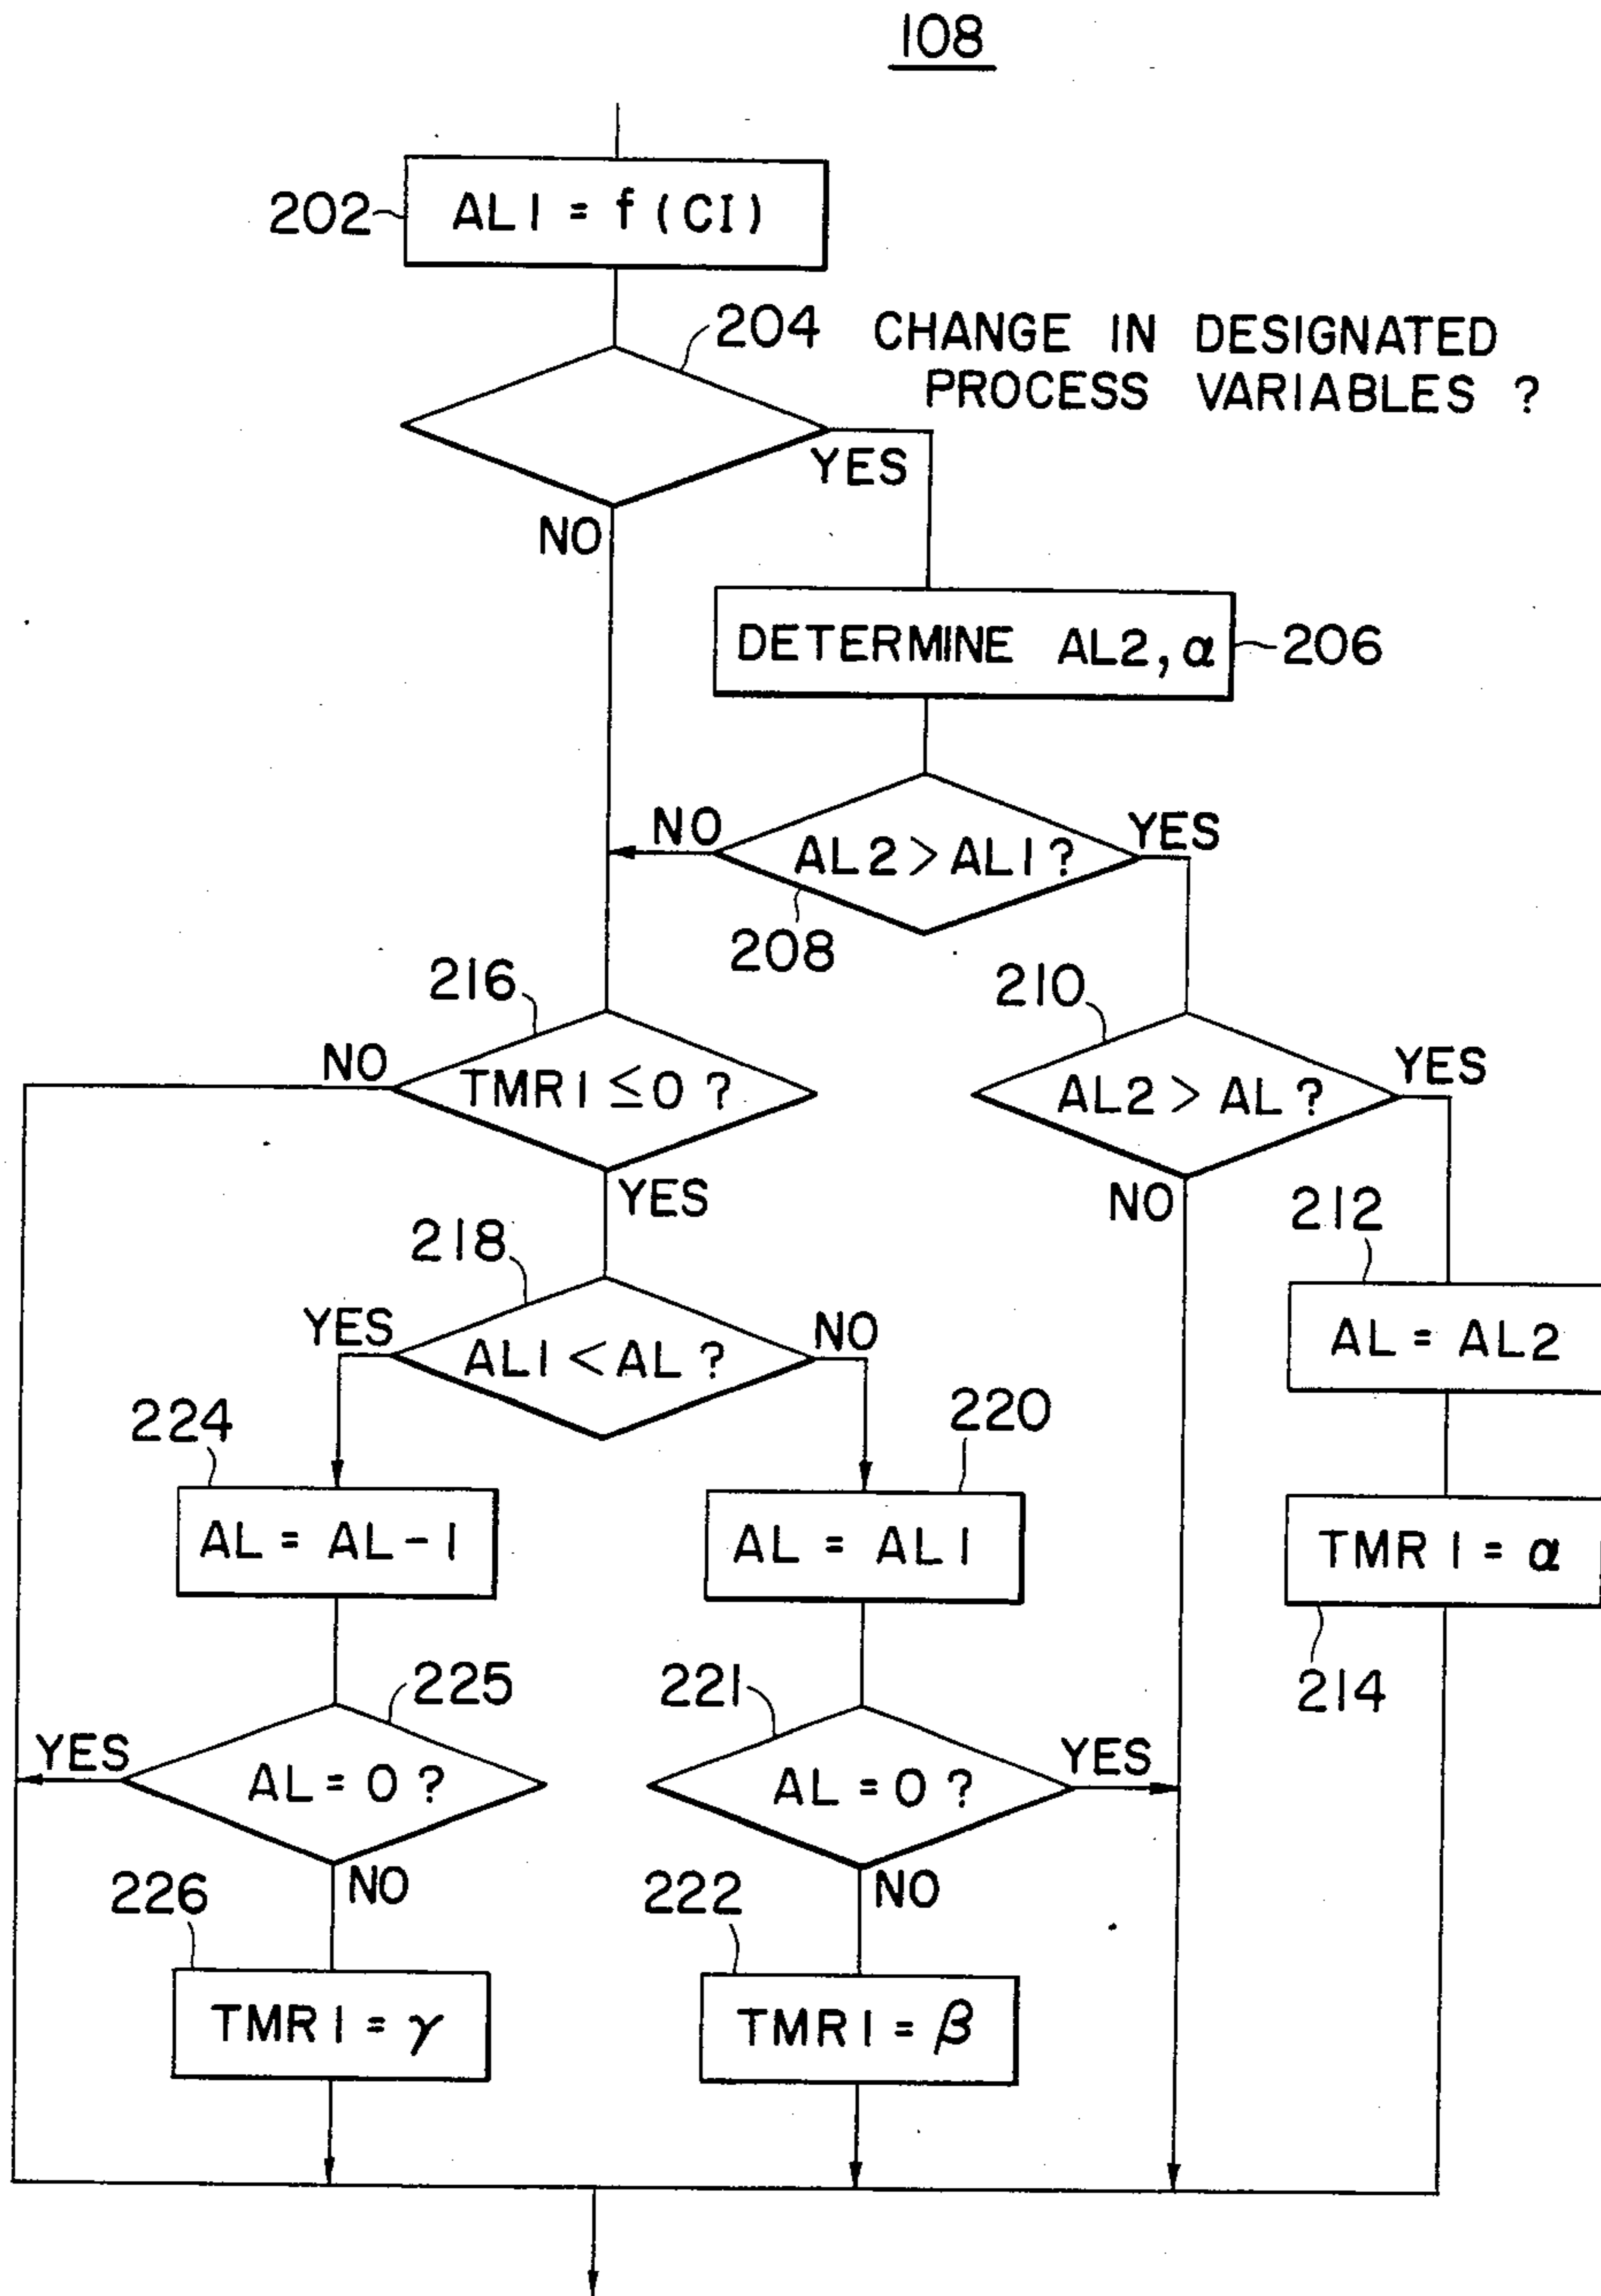 108
202
AL1 = f (CI)
204
CHANGE IN DESIGNATED
PROCESS VARIABLES ?
YES
NO
DETERMINE AL2, α
206
NO
AL2 > AL1 ?
YES
208
216
210
NO
TMR1 ≤ 0 ?
AL2 > AL ?
YES
YES
NO
212
218
YES
AL1 < AL ?
NO
AL = AL2
224
220
AL = AL - 1
AL = AL1
TMR1 = α
225
221
214
YES
AL = 0 ?
AL = 0 ?
YES
226
NO
222
NO
TMR1 = γ
TMR1 = β